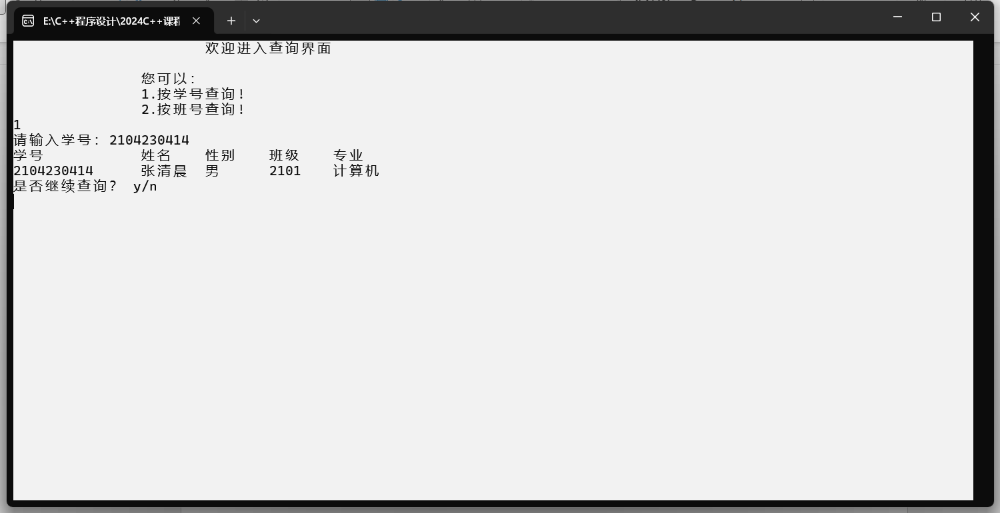 E:\C++程序设计\2024C++课程
欢迎进入查询界面
您可以：
1.按学号查询！
2.按班号查询！
1
请输入学号：2104230414
学号 姓名 性别 班级 专业
2104230414 张清晨 男 2101 计算机
是否继续查询？ y/n